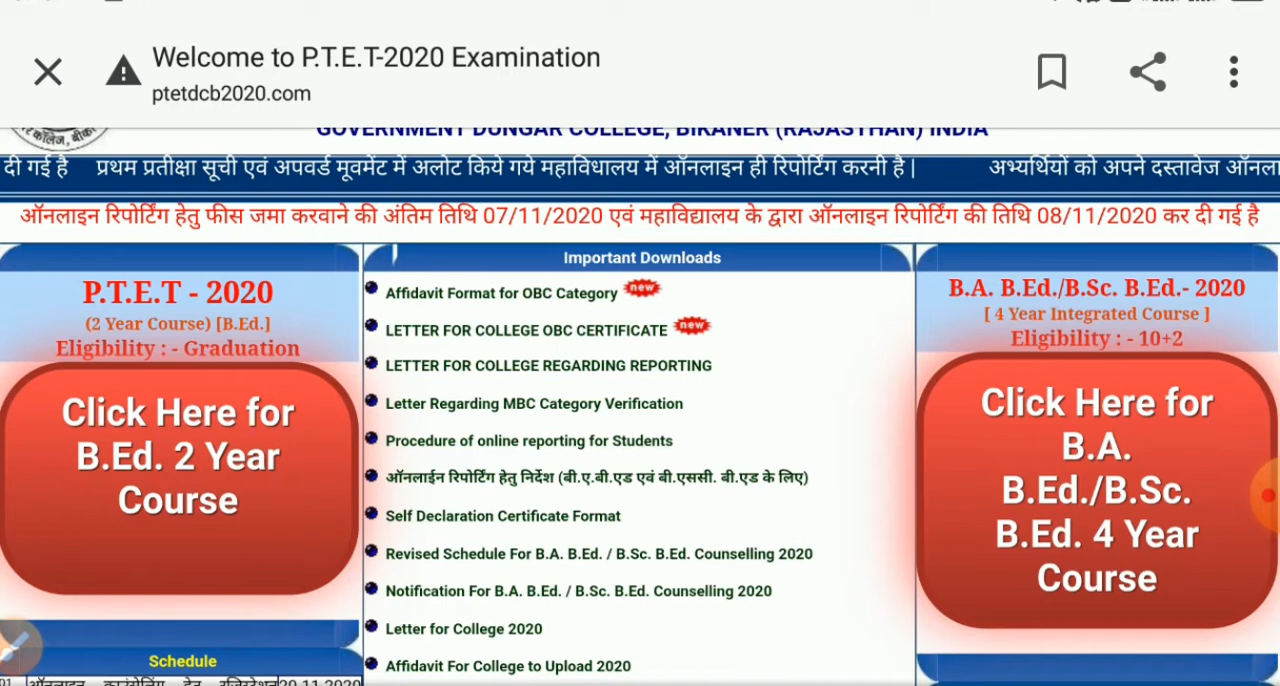 Welcome to P.T.E.T-2020 Examination
ptetdcb2020.com
GOVERNMENT DUNGAR COLLEGE, BIKANER (RAJASTHAN) INDIA
दी गई है प्रथम प्रतीक्षा सूची एवं अपवर्ड मूवमेंट में अलोट किये गये महाविधालय में ऑनलाइन ही रिपोर्टिंग करनी है | अभ्यर्थियों को अपने दस्तावेज
ऑनलाइन रिपोर्टिंग हेतु फीस जमा करवाने की अंतिम तिथि 07/11/2020 एवं महाविद्यालय के द्वारा ऑनलाइन रिपोर्टिंग की तिथि 08/11/2020 कर दी गई है
P.T.E.T - 2020
(2 Year Course) [B.Ed.]
Eligibility : - Graduation
Click Here for
B.Ed. 2 Year
Course
Schedule
Important Downloads
Affidavit Format for OBC Category new
LETTER FOR COLLEGE OBC CERTIFICATE new
LETTER FOR COLLEGE REGARDING REPORTING
Letter Regarding MBC Category Verification
Procedure of online reporting for Students
ऑनलाईन रिपोर्टिंग हेतु निर्देश (बी.ए.बी.एड एवं बी.एससी. बी.एड के लिए)
Self Declaration Certificate Format
Revised Schedule For B.A. B.Ed. / B.Sc. B.Ed. Counselling 2020
Notification For B.A. B.Ed. / B.Sc. B.Ed. Counselling 2020
Letter for College 2020
Affidavit For College to Upload 2020
B.A. B.Ed./B.Sc. B.Ed.- 2020
[ 4 Year Integrated Course ]
Eligibility : - 10+2
Click Here for
B.A.
B.Ed./B.Sc.
B.Ed. 4 Year
Course